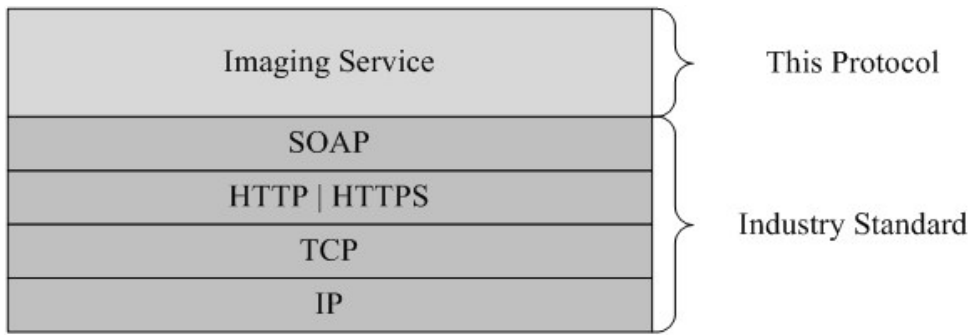 Imaging Service
This Protocol
SOAP
HTTP | HTTPS
TCP
IP
Industry Standard